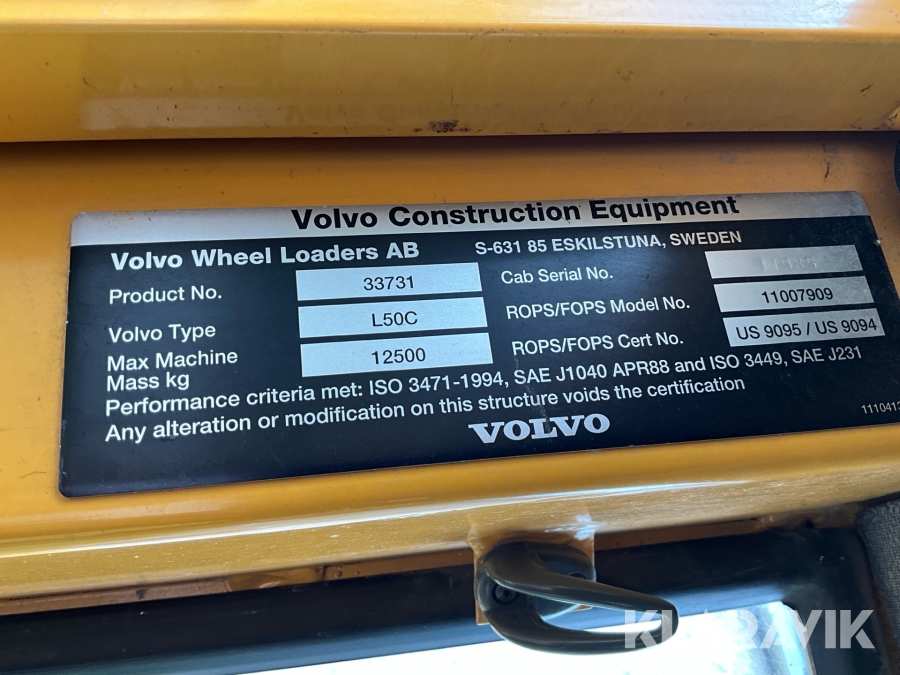 Volvo Construction Equipment
Volvo Wheel Loaders AB
S-631 85 ESKILSTUNA, SWEDEN
Product No.
33731
Volvo Type
L50C
Max Machine
Mass kg
12500
Cab Serial No.
ROPS/FOPS Model No.
11007909
ROPS/FOPS Cert No.
US 9095 / US 9094
Performance criteria met: ISO 3471-1994, SAE J1040 APR88 and ISO 3449, SAE J231
Any alteration or modification on this structure voids the certification
VOLVO